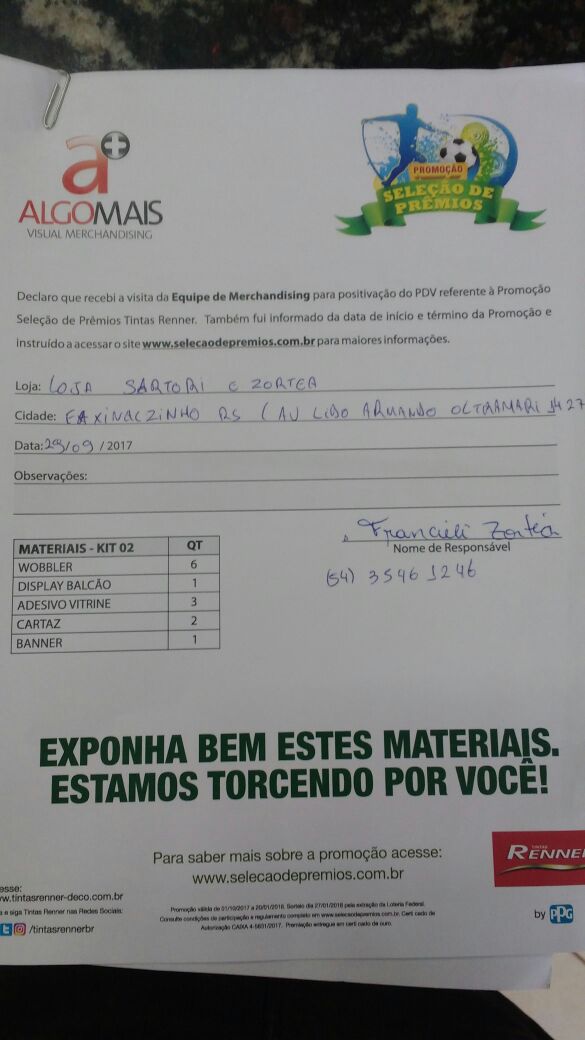 a+
ALGOMAIS
VISUAL MERCHANDISING
PROMOÇÃO
SELEÇÃO DE
PRÊMIOS
Declaro que recebi a visita da Equipe de Merchandising para positivação do PDV referente à Promoção
Seleção de Prêmios Tintas Renner. Também fui informado da data de início e término da Promoção e
instruído a acessar o site www.selecaodepremios.com.br para maiores informações.
Loja: LOJA SARTORI E ZORTEA
Cidade: FAXINALZINHO RS (AV LIDO ARMANDO OLTRAMARI 1427
Data: 29/09/2017
Observações:
Francieli Zortéa
Nome de Responsável
(54) 3546 1246
MATERIAIS - KIT 02 QT
WOBBLER 6
DISPLAY BALCÃO 1
ADESIVO VITRINE 3
CARTAZ 2
BANNER 1
EXPONHA BEM ESTES MATERIAIS.
ESTAMOS TORCENDO POR VOCÊ!
Para saber mais sobre a promoção acesse:
www.selecaodepremios.com.br
TINTAS
RENNER
by PPG
esse:
w.tintasrenner-deco.com.br
a e siga Tintas Renner nas Redes Sociais:
/tintasrennerbr
Promoção válida de 01/10/2017 a 20/01/2018. Sorteio dia 27/01/2018 pela extração da Loteria Federal.
Consulte condições de participação e regulamento completo em www.selecaodepremios.com.br. Certi cado de
Autorização CAIXA 4-5631/2017. Premiação entregue em certi cado de ouro.